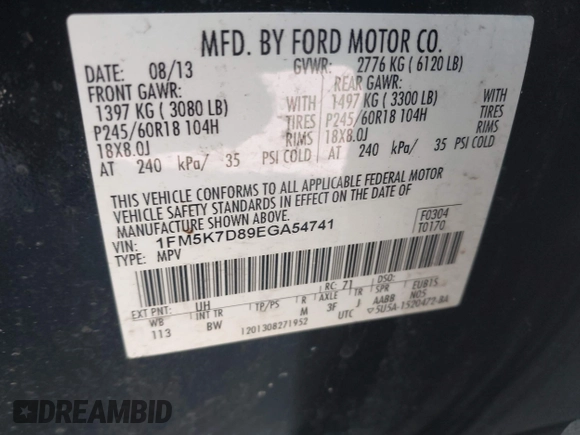 MFD. BY FORD MOTOR CO.
DATE: 08/13 GVWR: 2776 KG ( 6120 LB)
FRONT GAWR: REAR GAWR:
1397 KG ( 3080 LB) WITH 1497 KG ( 3300 LB) WITH
P245/60R18 104H TIRES P245/60R18 104H TIRES
18X8.0J RIMS 18X8.0J RIMS
AT 240 kPa/ 35 PSI COLD AT 240 kPa/ 35 PSI COLD
THIS VEHICLE CONFORMS TO ALL APPLICABLE FEDERAL MOTOR
VEHICLE SAFETY STANDARDS IN EFFECT ON THE DATE OF
MANUFACTURE SHOWN ABOVE.
VIN: 1FM5K7D89EGA54741 F0304
TYPE: MPV T0170
EXT PNT: UH RC: 71 DSO:
WB INT TR TP/PS R AXLE TR SPR EUBTS
113 BW M 3F J AABB N05
1201308271952 UTC
DREAMBID